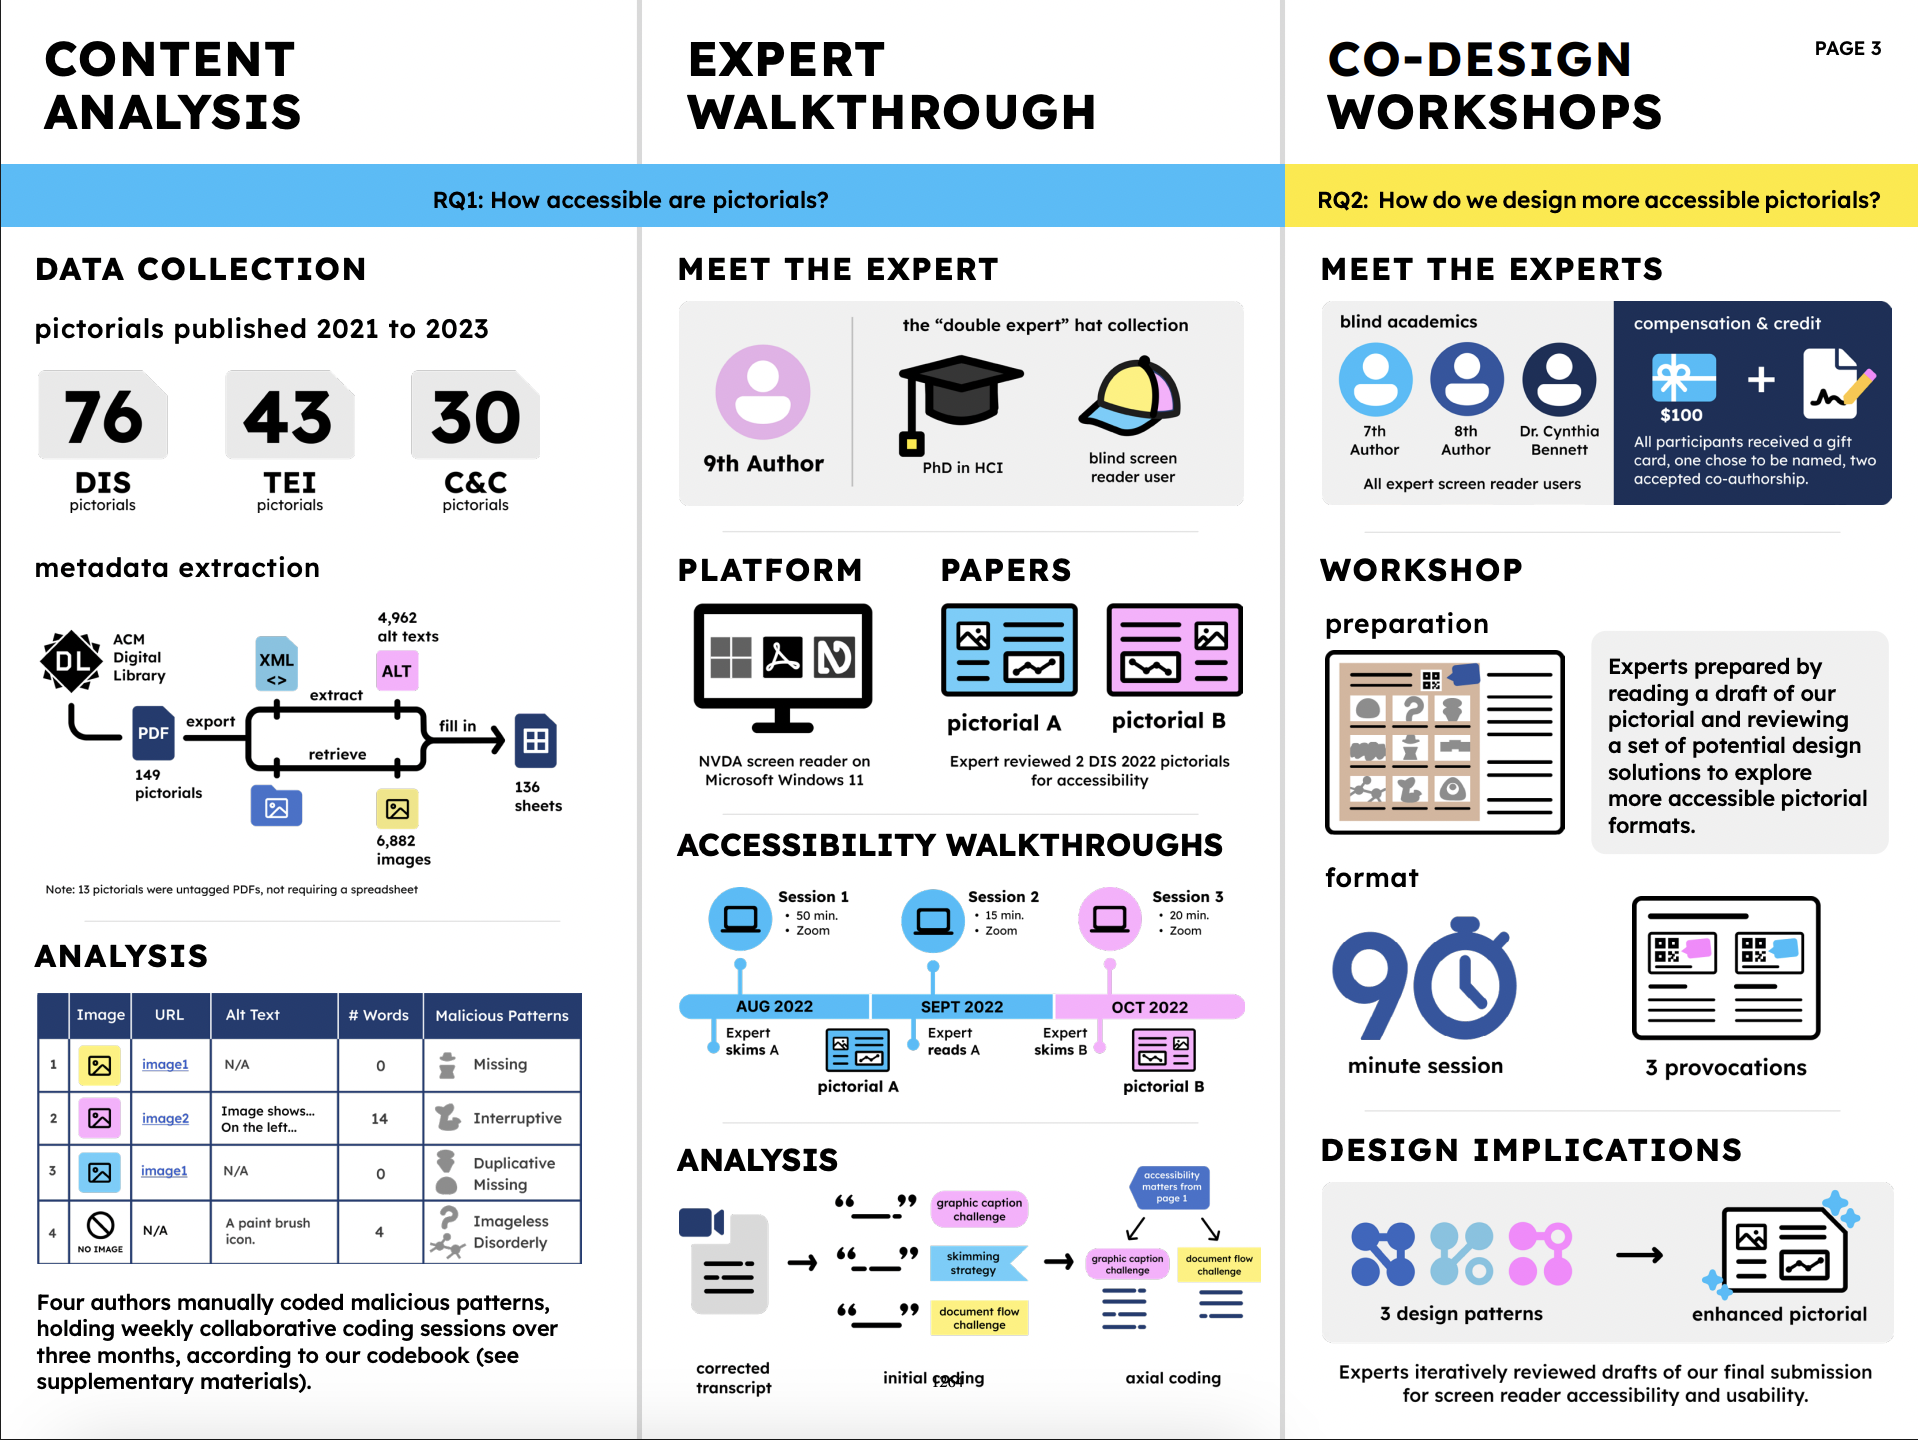 CONTENT
ANALYSIS
EXPERT
WALKTHROUGH
CO-DESIGN
WORKSHOPS
PAGE 3
RQ1: How accessible are pictorials?
RQ2: How do we design more accessible pictorials?
DATA COLLECTION
pictorials published 2021 to 2023
76
DIS
pictorials
43
TEI
pictorials
30
C&C
pictorials
metadata extraction
DL
ACM
Digital
Library
PDF
149
pictorials
export
XML
<>
extract
4,962
alt texts
ALT
retrieve
6,882
images
fill in
136
sheets
Note: 13 pictorials were untagged PDFs, not requiring a spreadsheet
ANALYSIS
Image URL Alt Text # Words Malicious Patterns
1 image1 N/A 0 Missing
2 image2 Image shows...
On the left...
14 Interruptive
3 image1 N/A 0 Duplicative
Missing
4 NO IMAGE N/A A paint brush
icon.
4 Imageless
Disorderly
Four authors manually coded malicious patterns,
holding weekly collaborative coding sessions over
three months, according to our codebook (see
supplementary materials).
MEET THE EXPERT
9th Author
the “double expert” hat collection
PhD in HCI
blind screen
reader user
PLATFORM
NVDA screen reader on
Microsoft Windows 11
PAPERS
pictorial A
pictorial B
Expert reviewed 2 DIS 2022 pictorials
for accessibility
ACCESSIBILITY WALKTHROUGHS
Session 1
• 50 min.
• Zoom
Session 2
• 15 min.
• Zoom
Session 3
• 20 min.
• Zoom
AUG 2022
SEPT 2022
OCT 2022
Expert
skims A
pictorial A
Expert
reads A
Expert
skims B
pictorial B
ANALYSIS
corrected
transcript
“ ”
graphic caption
challenge
“ ”
skimming
strategy
“ ”
document flow
challenge
initial coding
1264
accessibility
matters from
page 1
graphic caption
challenge
document flow
challenge
axial coding
MEET THE EXPERTS
blind academics
7th
Author
8th
Author
Dr. Cynthia
Bennett
All expert screen reader users
compensation & credit
$100
+
All participants received a gift
card, one chose to be named, two
accepted co-authorship.
WORKSHOP
preparation
Experts prepared by
reading a draft of our
pictorial and reviewing
a set of potential design
solutions to explore
more accessible pictorial
formats.
format
90
minute session
3 provocations
DESIGN IMPLICATIONS
3 design patterns
enhanced pictorial
Experts iteratively reviewed drafts of our final submission
for screen reader accessibility and usability.